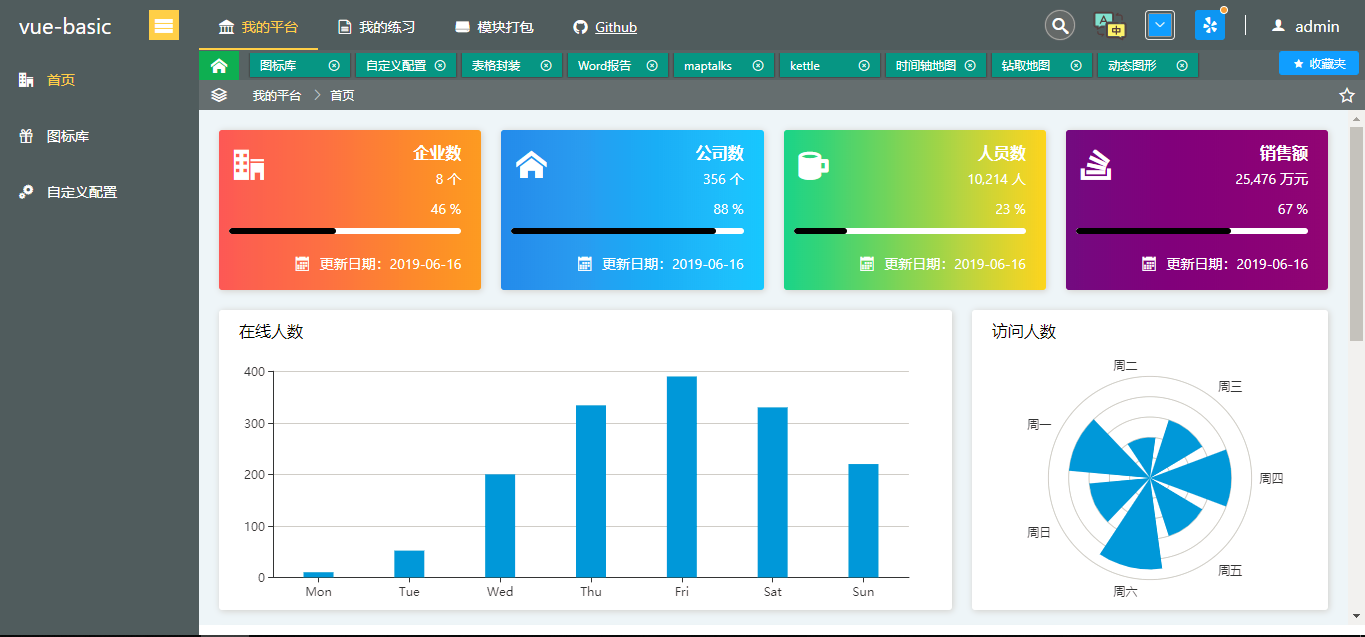 vue-basic 我的平台 我的练习 模块打包 Github A 中 admin
图标库 自定义配置 表格封装 Word报告 maptalks kettle 时间轴地图 钻取地图 动态图形 收藏夹
我的平台 首页
首页
图标库
自定义配置
企业数
8 个
46 %
更新日期：2019-06-16
公司数
356 个
88 %
更新日期：2019-06-16
人员数
10,214 人
23 %
更新日期：2019-06-16
销售额
25,476 万元
67 %
更新日期：2019-06-16
在线人数
400
300
200
100
0
Mon Tue Wed Thu Fri Sat Sun
访问人数
周二
周三
周一
周四
周日
周五
周六